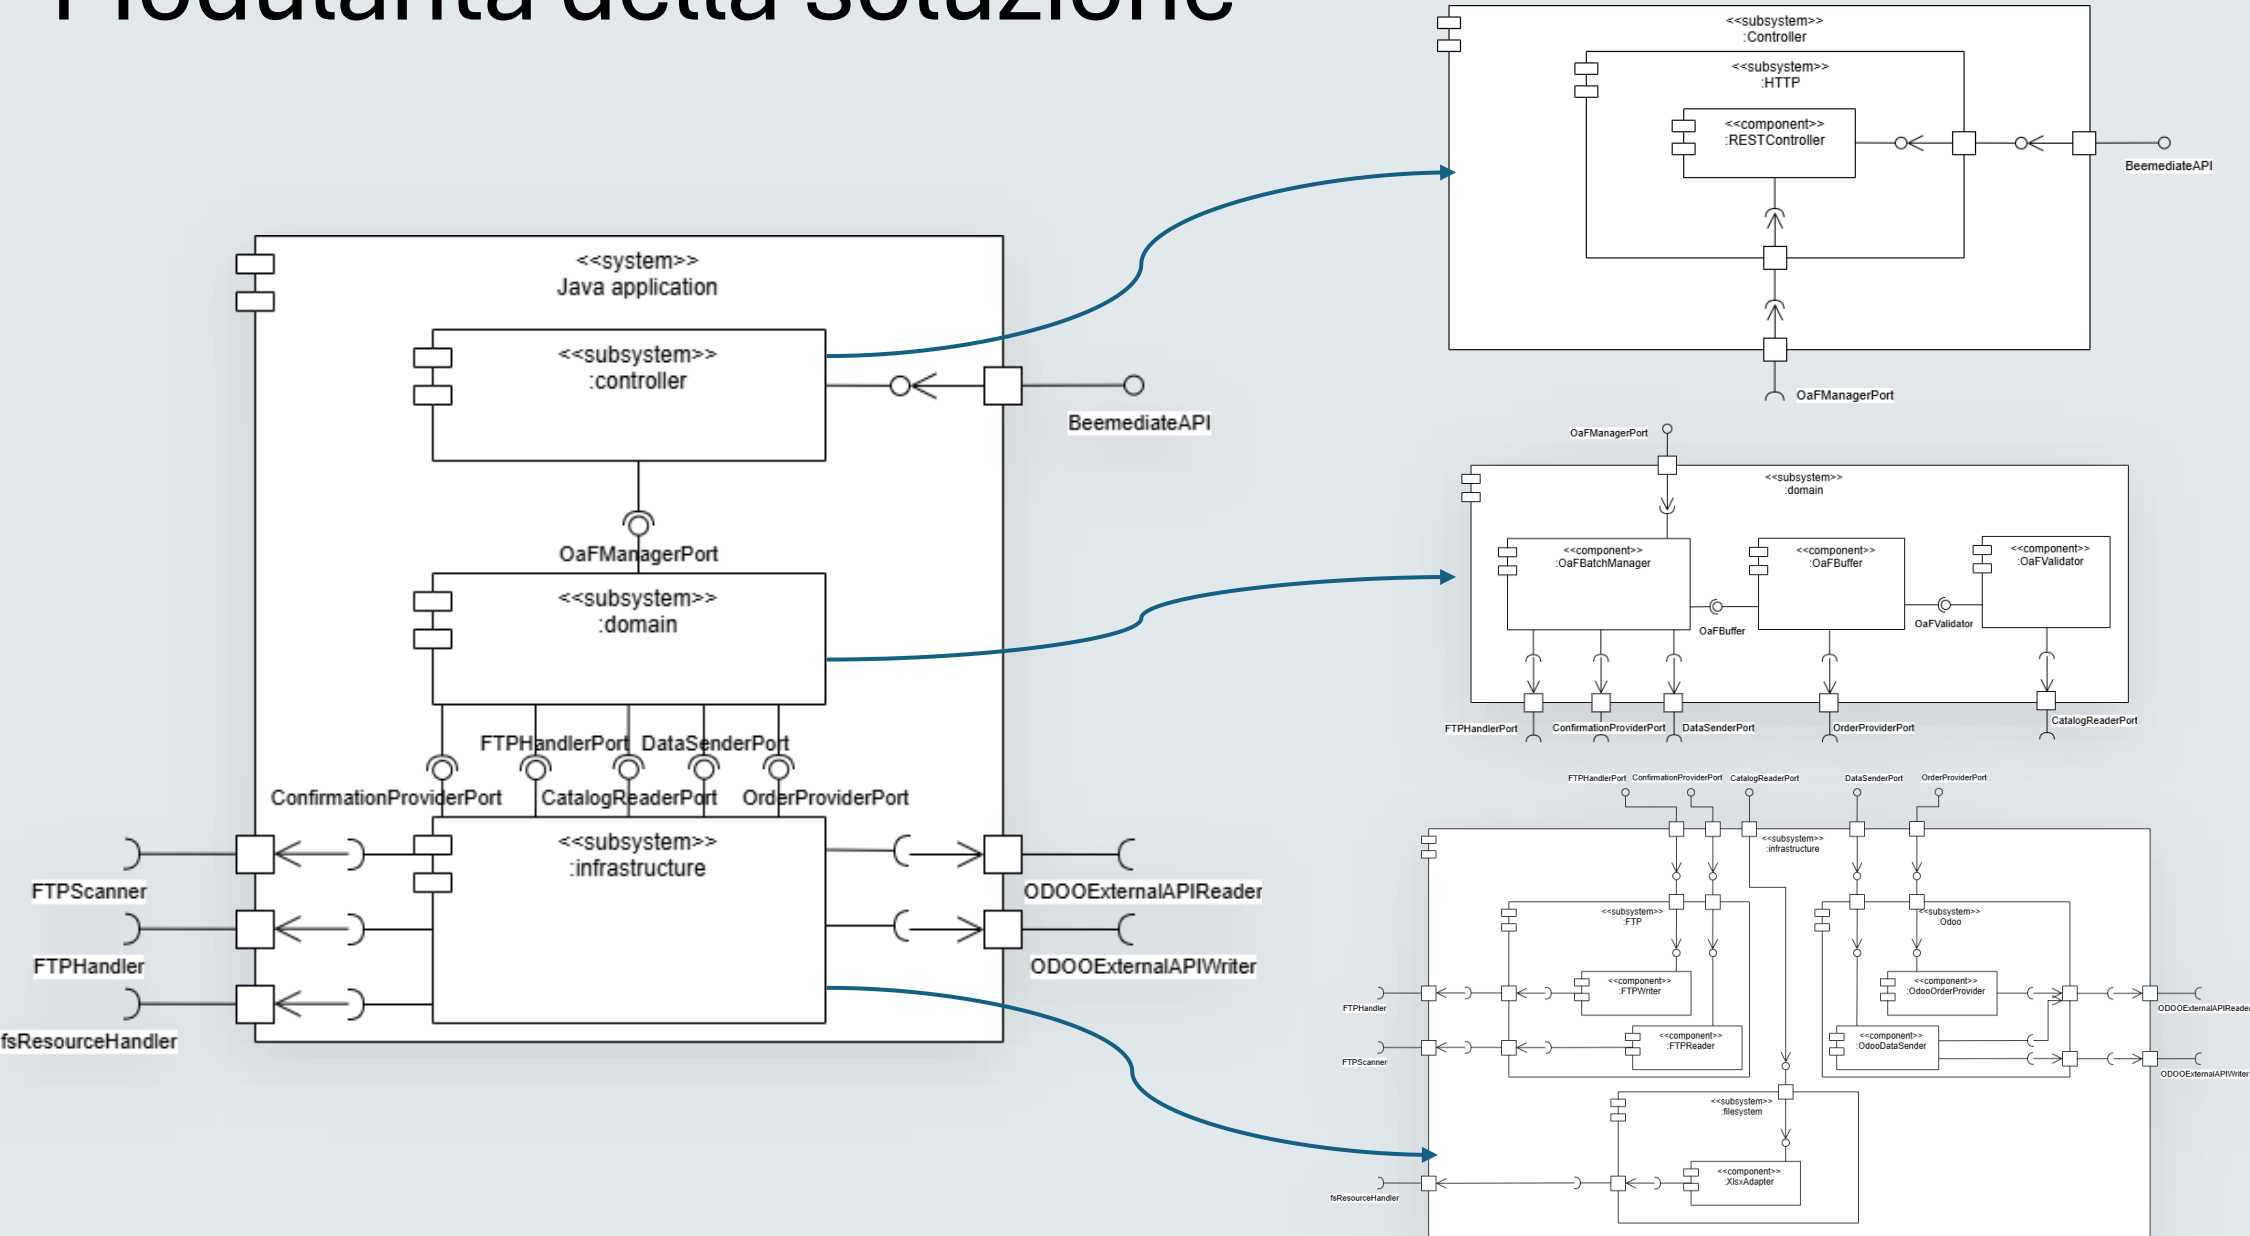 Modularità della soluzione
<<system>>
Java application
<<subsystem>>
:controller
BeemediateAPI
OaFManagerPort
<<subsystem>>
:domain
FTPHandlerPort DataSenderPort
ConfirmationProviderPort CatalogReaderPort OrderProviderPort
<<subsystem>>
:infrastructure
FTPScanner
FTPHandler
fsResourceHandler
ODOOExternalAPIReader
ODOOExternalAPIWriter
<<subsystem>>
:Controller
<<subsystem>>
:HTTP
<<component>>
:RESTController
BeemediateAPI
OaFManagerPort
OaFManagerPort
<<subsystem>>
:domain
<<component>>
:OaFBatchManager
<<component>>
:OaFBuffer
<<component>>
:OaFValidator
OaFBuffer
OaFValidator
FTPHandlerPort
ConfirmationProviderPort
DataSenderPort
OrderProviderPort
CatalogReaderPort
FTPHandlerPort ConfirmationProviderPort CatalogReaderPort DataSenderPort OrderProviderPort
<<subsystem>>
:infrastructure
<<subsystem>>
:FTP
<<component>>
:FTPWriter
<<component>>
:FTPReader
FTPHandler
FTPScanner
<<subsystem>>
:Odoo
<<component>>
:OdooOrderProvider
<<component>>
:OdooDataSender
ODOOExternalAPIReader
ODOOExternalAPIWriter
<<subsystem>>
:filesystem
<<component>>
:XlsxAdapter
fsResourceHandler